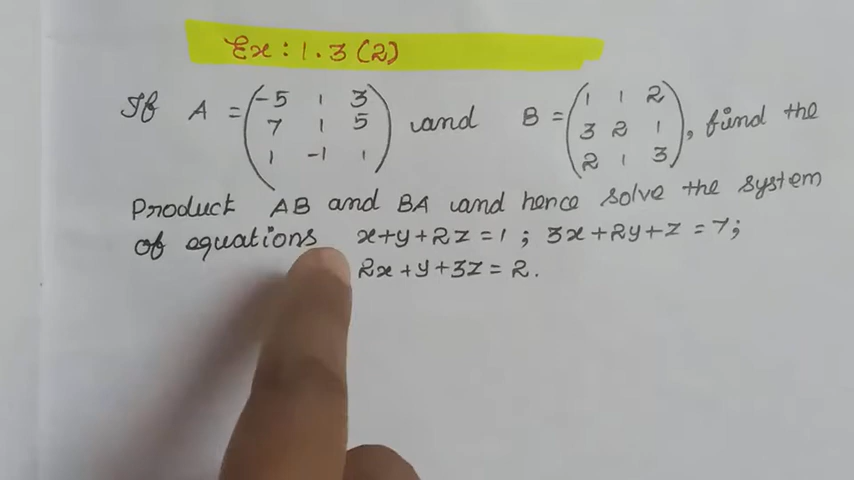 Ex : 1.3 (2)
If A = (-5 1 3 and B = (1 1 2
7 1 5 3 2 1
1 -1 1) 2 1 3), find the
Product AB and BA and hence solve the system
of equations x+y+2z=1 ; 3x+2y+z=7;
2x+y+3z=2.